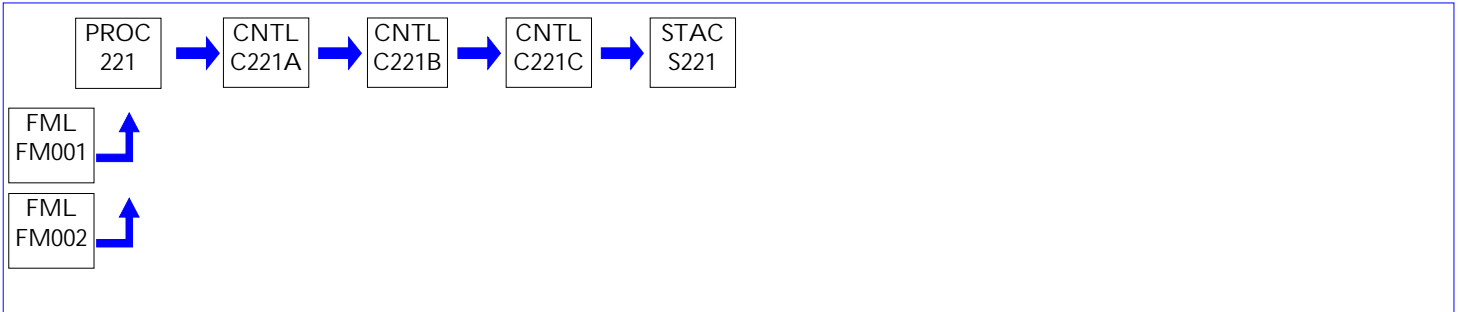 PROC
221
CNTL
C221A
CNTL
C221B
CNTL
C221C
STAC
S221
FML
FM001
FML
FM002